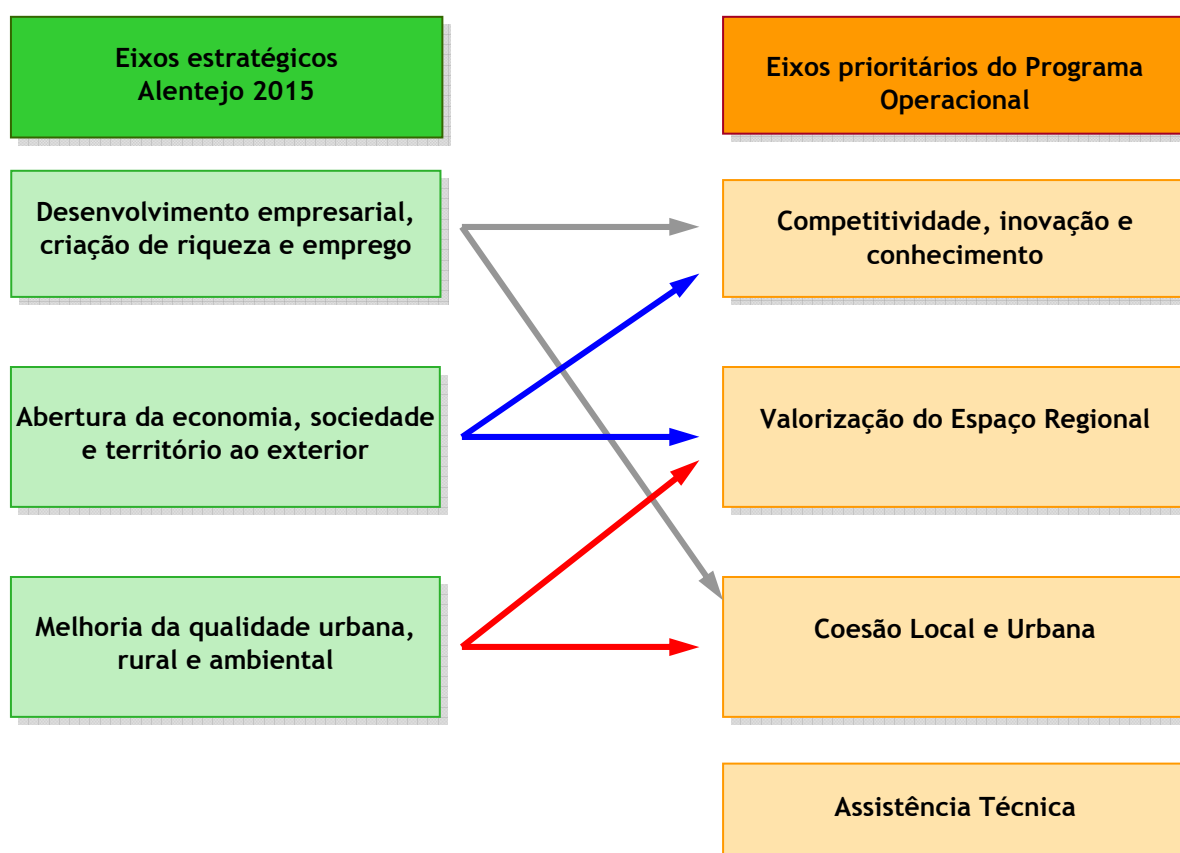 Eixos estratégicos
Alentejo 2015
Eixos prioritários do Programa
Operacional
Desenvolvimento empresarial,
criação de riqueza e emprego
Competitividade, inovação e
conhecimento
Abertura da economia, sociedade
e território ao exterior
Valorização do Espaço Regional
Melhoria da qualidade urbana,
rural e ambiental
Coesão Local e Urbana
Assistência Técnica